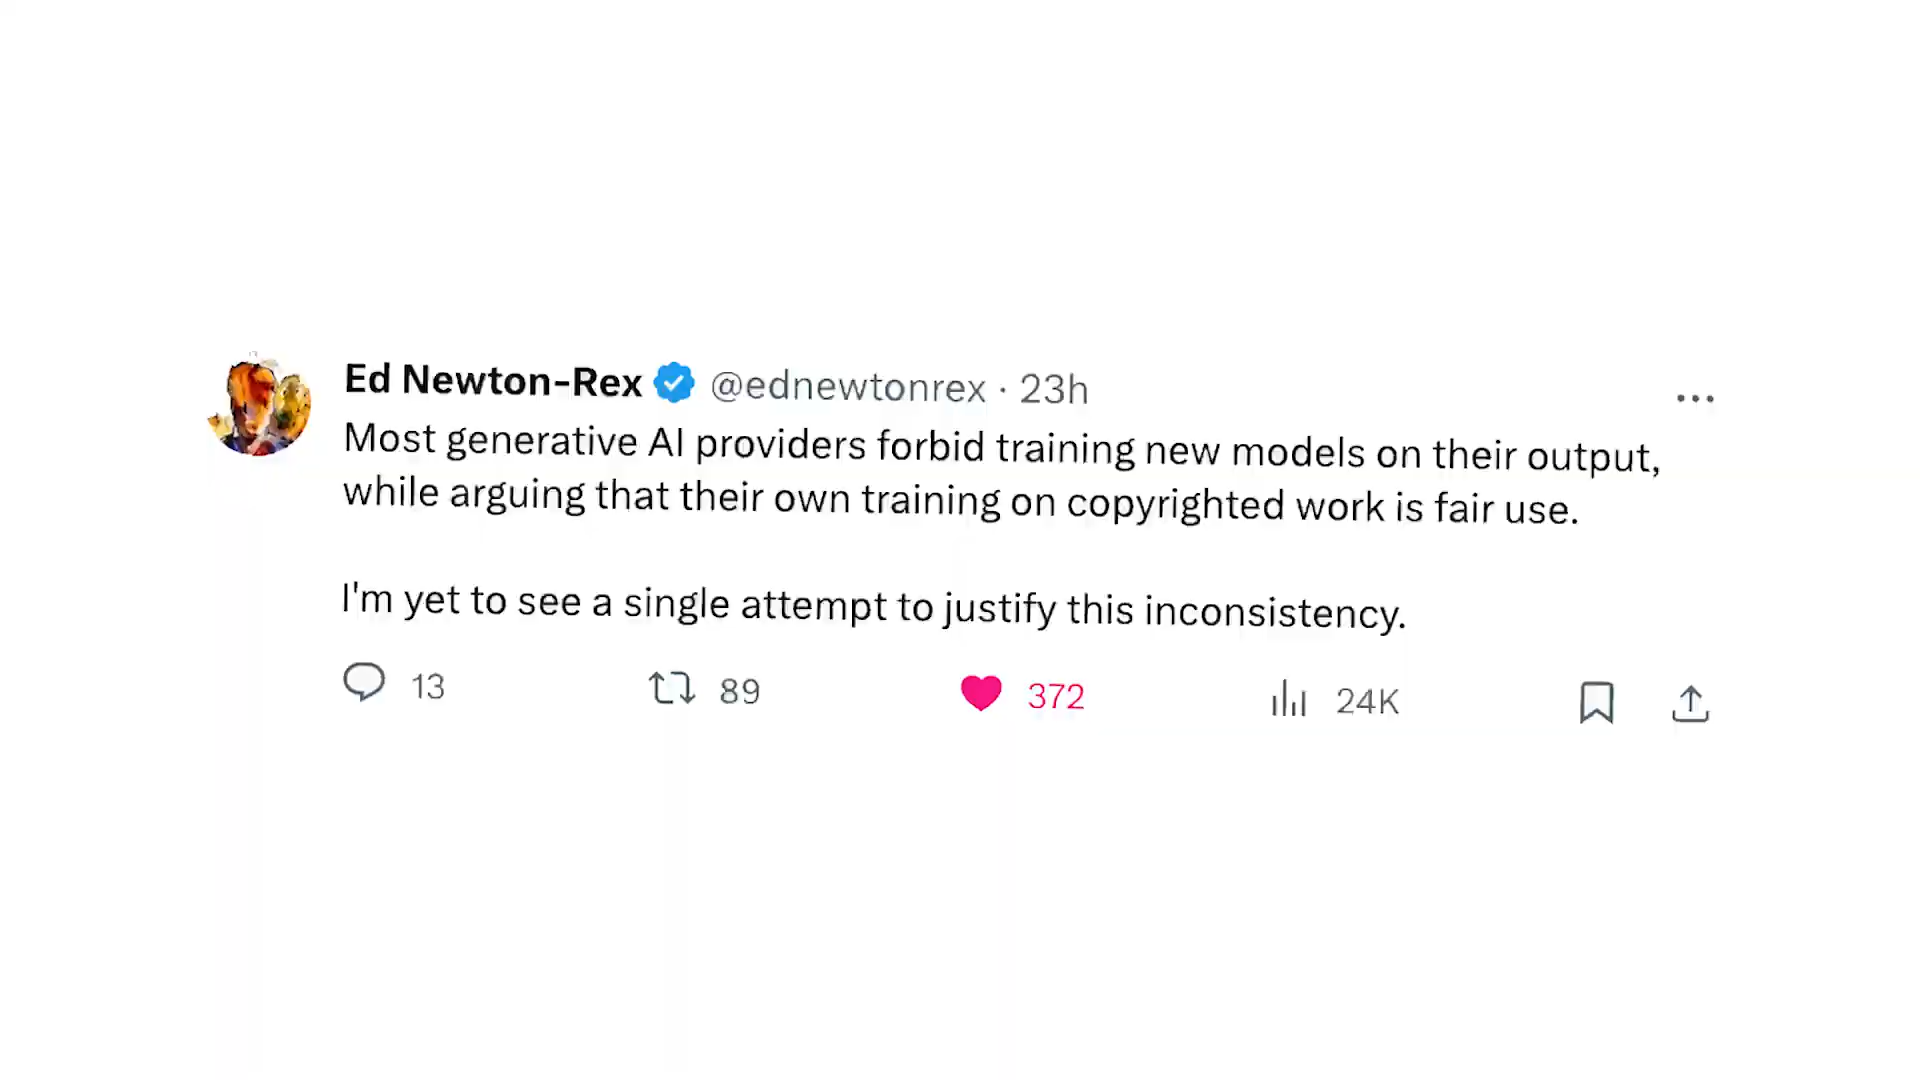 Ed Newton-Rex @ednewtonrex · 23h
Most generative AI providers forbid training new models on their output,
while arguing that their own training on copyrighted work is fair use.
I'm yet to see a single attempt to justify this inconsistency.
13 89 372 24K